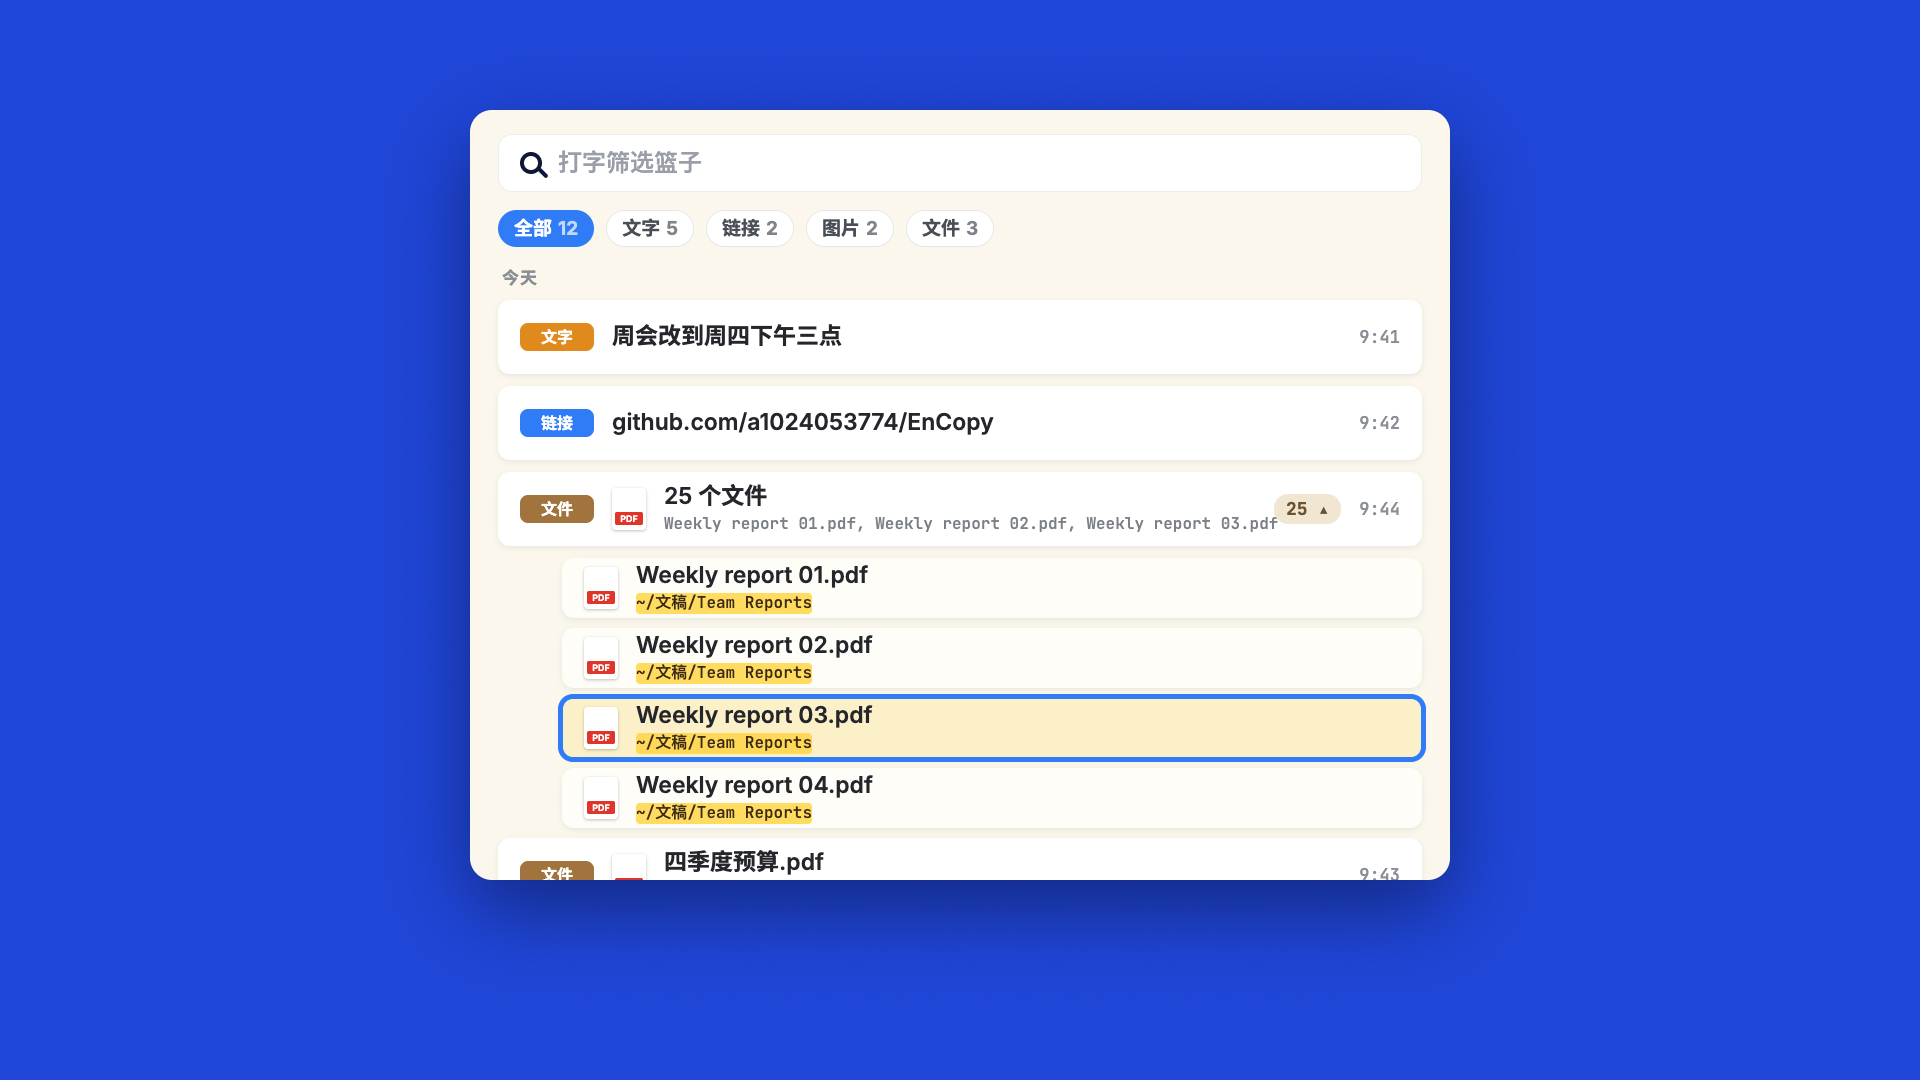 打字筛选篮子
全部 12 文字 5 链接 2 图片 2 文件 3
今天
文字 周会改到周四下午三点 9:41
链接 github.com/a1024053774/EnCopy 9:42
文件 PDF 25 个文件 25 ▲ 9:44
Weekly report 01.pdf, Weekly report 02.pdf, Weekly report 03.pdf
PDF Weekly report 01.pdf
~/文稿/Team Reports
PDF Weekly report 02.pdf
~/文稿/Team Reports
PDF Weekly report 03.pdf
~/文稿/Team Reports
PDF Weekly report 04.pdf
~/文稿/Team Reports
文件 四季度预算.pdf 9:43